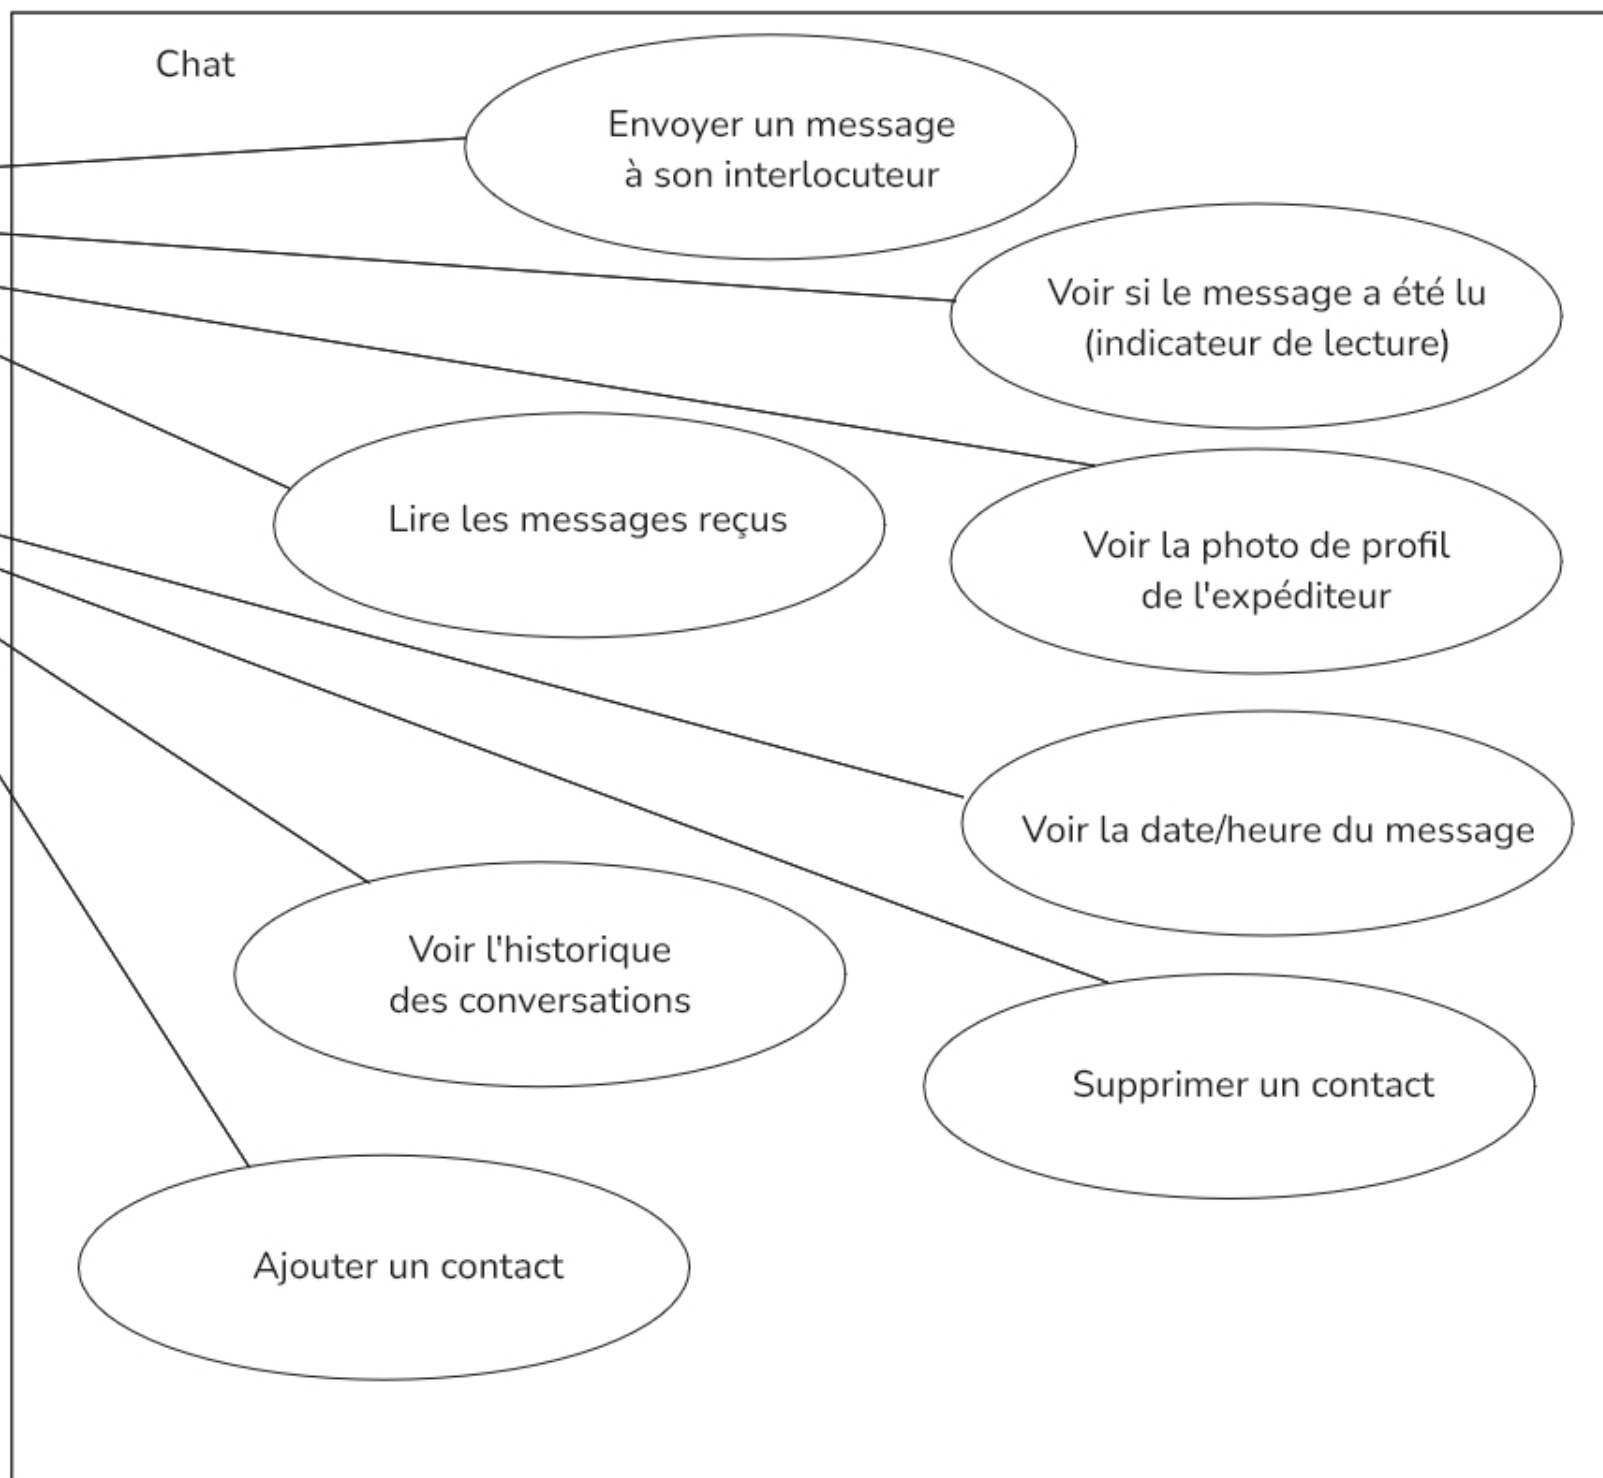 Chat
Envoyer un message
à son interlocuteur
Voir si le message a été lu
(indicateur de lecture)
Lire les messages reçus
Voir la photo de profil
de l'expéditeur
Voir la date/heure du message
Voir l'historique
des conversations
Supprimer un contact
Ajouter un contact